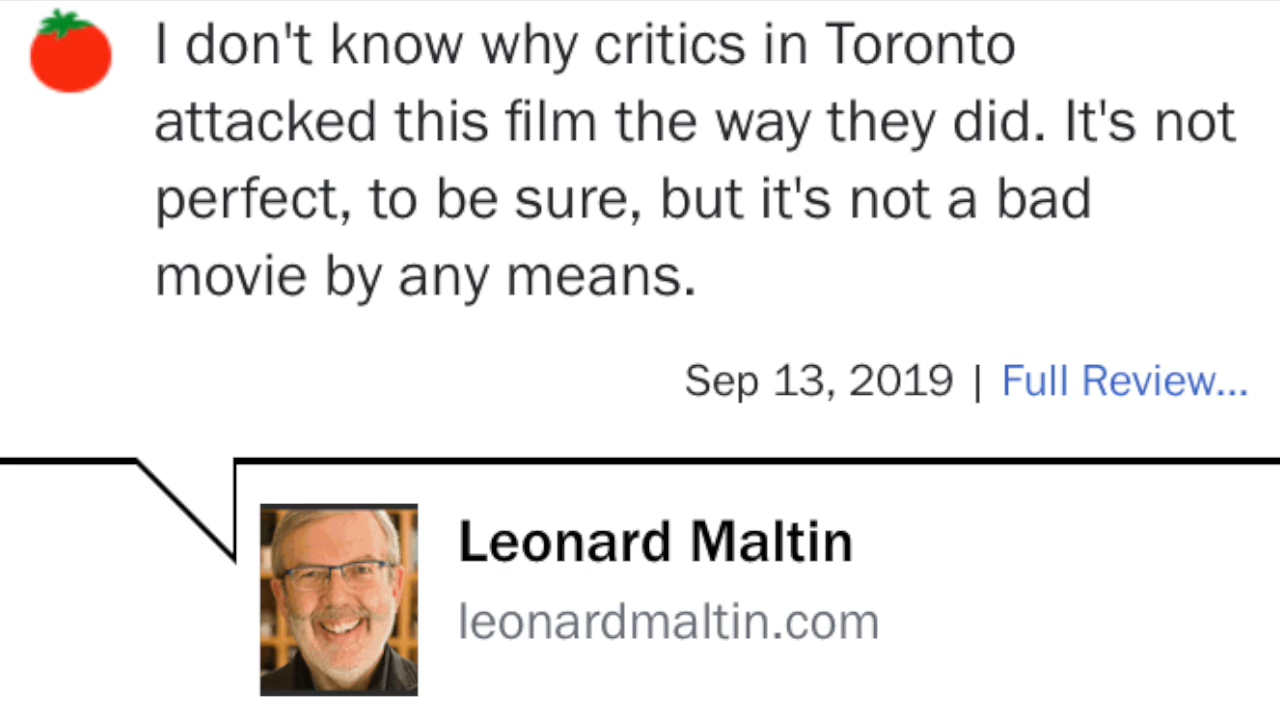 I don't know why critics in Toronto
attacked this film the way they did. It's not
perfect, to be sure, but it's not a bad
movie by any means.
Sep 13, 2019 | Full Review...
Leonard Maltin
leonardmaltin.com